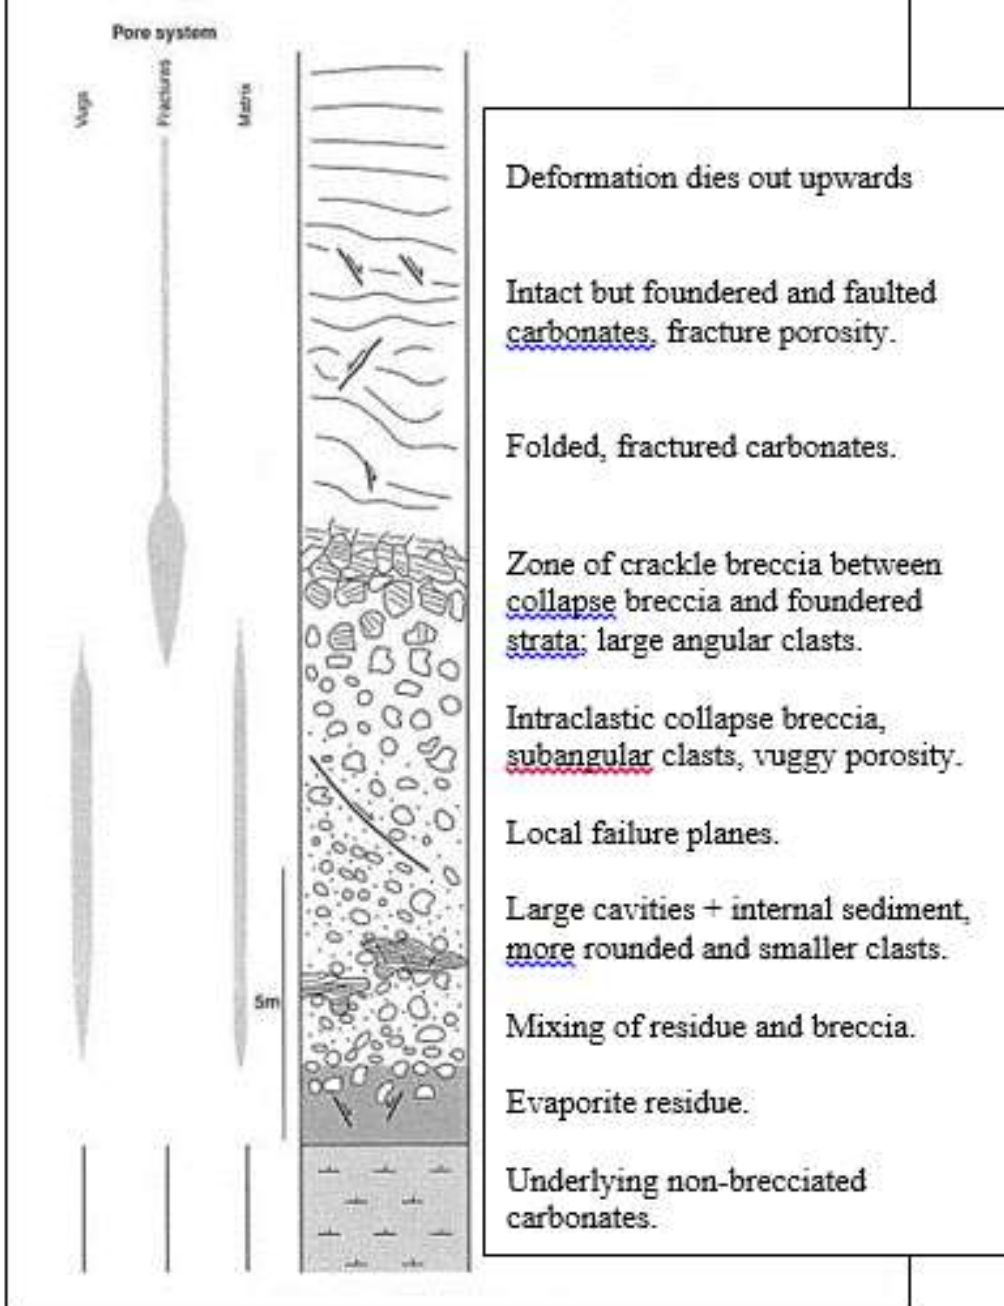 Pore system
Vugs
Fractures
Matrix
Deformation dies out upwards
Intact but foundered and faulted
carbonates, fracture porosity.
Folded, fractured carbonates.
Zone of crackle breccia between
collapse breccia and foundered
strata; large angular clasts.
Intraclastic collapse breccia,
subangular clasts, vuggy porosity.
Local failure planes.
Large cavities + internal sediment,
more rounded and smaller clasts.
5m
Mixing of residue and breccia.
Evaporite residue.
Underlying non-brecciated
carbonates.